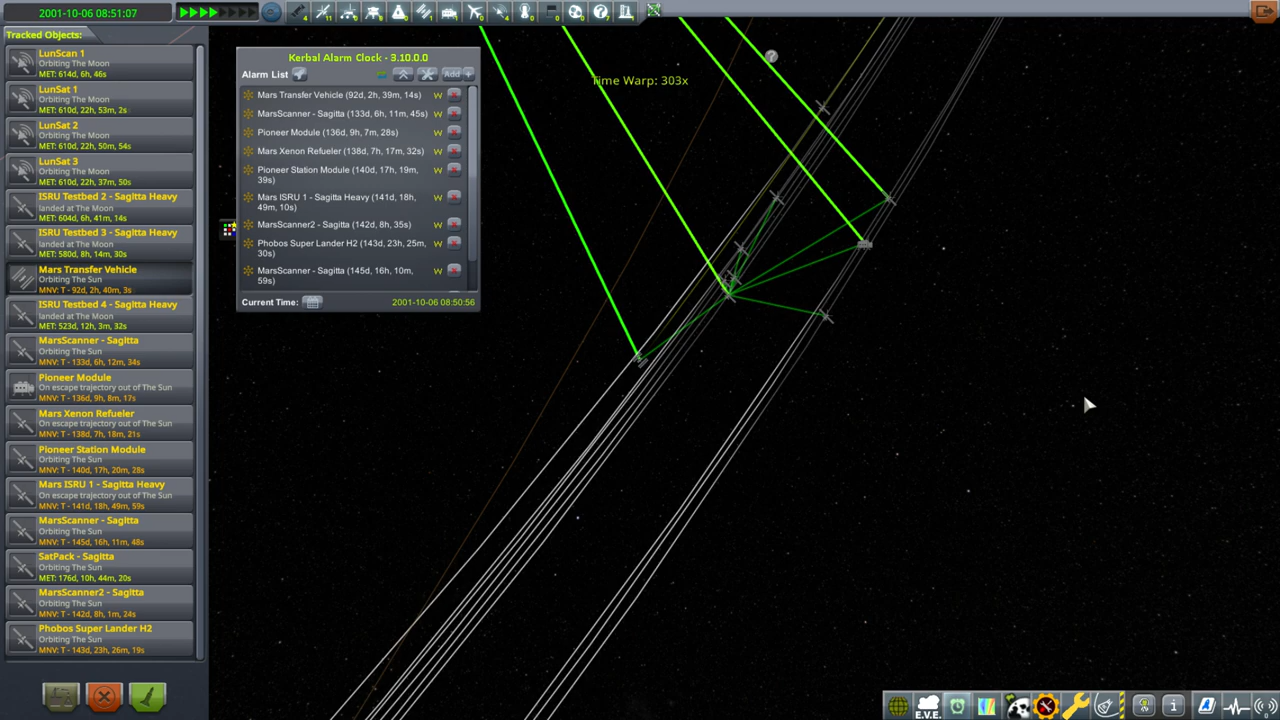 2001-10-06 08:51:07
4
11
4
6
1
1
1
1
0
4
0
0
7
1
Tracked Objects:
LunScan 1
Orbiting The Moon
MET: 614d, 6h, 46s
LunSat 1
Orbiting The Moon
MET: 610d, 22h, 53m, 2s
LunSat 2
Orbiting The Moon
MET: 610d, 22h, 50m, 54s
LunSat 3
Orbiting The Moon
MET: 610d, 22h, 37m, 50s
ISRU Testbed 2 - Sagitta Heavy
landed at The Moon
MET: 604d, 6h, 41m, 14s
ISRU Testbed 3 - Sagitta Heavy
landed at The Moon
MET: 580d, 8h, 14m, 30s
Mars Transfer Vehicle
Orbiting The Sun
MNV: T - 92d, 2h, 40m, 3s
ISRU Testbed 4 - Sagitta Heavy
landed at The Moon
MET: 523d, 12h, 3m, 32s
MarsScanner - Sagitta
Orbiting The Sun
MNV: T - 133d, 6h, 12m, 34s
Pioneer Module
On escape trajectory out of The Sun
MNV: T - 136d, 9h, 8m, 17s
Mars Xenon Refueler
On escape trajectory out of The Sun
MNV: T - 138d, 7h, 18m, 21s
Pioneer Station Module
Orbiting The Sun
MNV: T - 140d, 17h, 20m, 28s
Mars ISRU 1 - Sagitta Heavy
On escape trajectory out of The Sun
MNV: T - 141d, 18h, 49m, 59s
MarsScanner - Sagitta
Orbiting The Sun
MNV: T - 145d, 16h, 11m, 48s
SatPack - Sagitta
Orbiting The Sun
MET: 176d, 10h, 44m, 20s
MarsScanner2 - Sagitta
Orbiting The Sun
MNV: T - 142d, 8h, 1m, 24s
Phobos Super Lander H2
Orbiting The Sun
MNV: T - 143d, 23h, 26m, 19s
Kerbal Alarm Clock - 3.10.0.0
Alarm List
Add +
Mars Transfer Vehicle (92d, 2h, 39m, 14s) W
MarsScanner - Sagitta (133d, 6h, 11m, 45s) W
Pioneer Module (136d, 9h, 7m, 28s) W
Mars Xenon Refueler (138d, 7h, 17m, 32s) W
Pioneer Station Module (140d, 17h, 19m, W
39s)
Mars ISRU 1 - Sagitta Heavy (141d, 18h, W
49m, 10s)
MarsScanner2 - Sagitta (142d, 8h, 35s) W
Phobos Super Lander H2 (143d, 23h, 25m, W
30s)
MarsScanner - Sagitta (145d, 16h, 10m, W
59s)
Current Time: 2001-10-06 08:50:56
Time Warp: 303x
?
E.V.E.